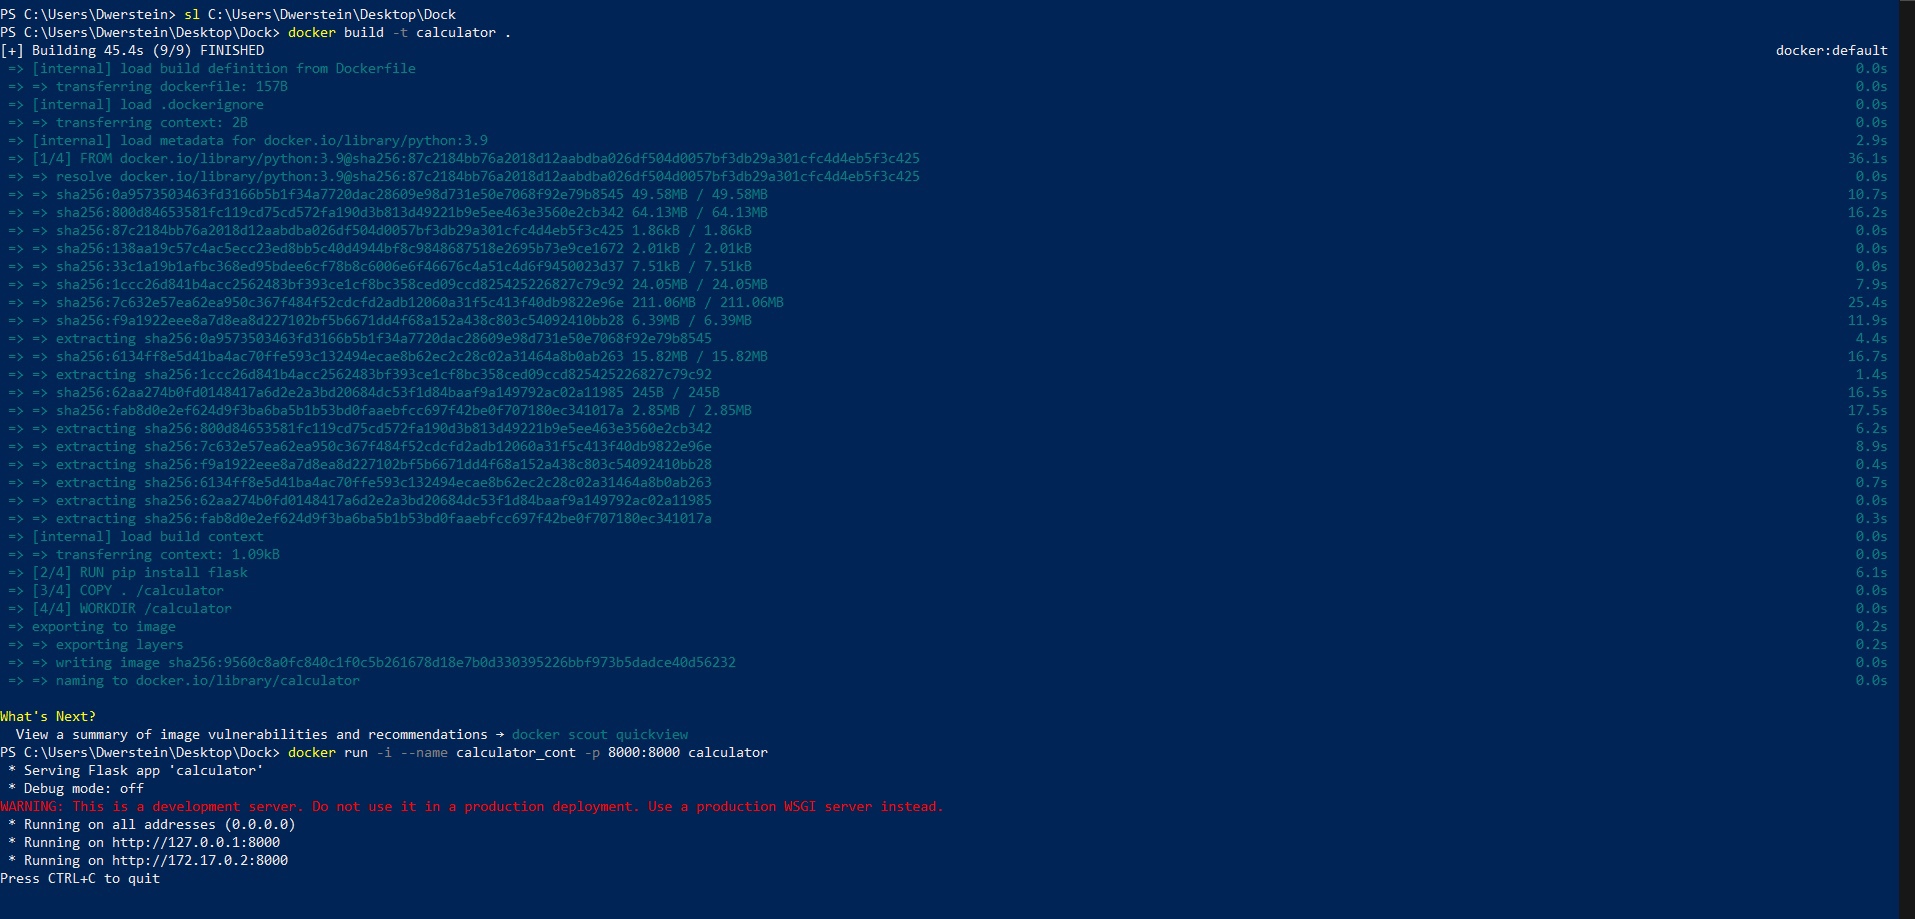 PS C:\Users\Dwerstein> sl C:\Users\Dwerstein\Desktop\Dock
PS C:\Users\Dwerstein\Desktop\Dock> docker build -t calculator .
[+] Building 45.4s (9/9) FINISHED docker:default
=> [internal] load build definition from Dockerfile 0.0s
=> => transferring dockerfile: 157B 0.0s
=> [internal] load .dockerignore 0.0s
=> => transferring context: 2B 0.0s
=> [internal] load metadata for docker.io/library/python:3.9 2.9s
=> [1/4] FROM docker.io/library/python:3.9@sha256:87c2184bb76a2018d12aabdba026df504d0057bf3db29a301cfc4d4eb5f3c425 36.1s
=> => resolve docker.io/library/python:3.9@sha256:87c2184bb76a2018d12aabdba026df504d0057bf3db29a301cfc4d4eb5f3c425 0.0s
=> => sha256:0a9573503463fd3166b5b1f34a7720dac28609e98d731e50e7068f92e79b8545 49.58MB / 49.58MB 10.7s
=> => sha256:800d84653581fc119cd75cd572fa190d3b813d49221b9e5ee463e3560e2cb342 64.13MB / 64.13MB 16.2s
=> => sha256:87c2184bb76a2018d12aabdba026df504d0057bf3db29a301cfc4d4eb5f3c425 1.86kB / 1.86kB 0.0s
=> => sha256:138aa19c57c4ac5ecc23ed8bb5c40d4944bf8c9848687518e2695b73e9ce1672 2.01kB / 2.01kB 0.0s
=> => sha256:33c1a19b1afbc368ed95bdee6cf78b8c6006e6f46676c4a51c4d6f9450023d37 7.51kB / 7.51kB 0.0s
=> => sha256:1ccc26d841b4acc2562483bf393ce1cf8bc358ced09ccd825425226827c79c92 24.05MB / 24.05MB 7.9s
=> => sha256:7c632e57ea62ea950c367f484f52cdcfd2adb12060a31f5c413f40db9822e96e 211.06MB / 211.06MB 25.4s
=> => sha256:f9a1922eee8a7d8ea8d227102bf5b6671dd4f68a152a438c803c54092410bb28 6.39MB / 6.39MB 11.9s
=> => extracting sha256:0a9573503463fd3166b5b1f34a7720dac28609e98d731e50e7068f92e79b8545 4.4s
=> => sha256:6134ff8e5d41ba4ac70ffe593c132494ecae8b62ec2c28c02a31464a8b0ab263 15.82MB / 15.82MB 16.7s
=> => extracting sha256:1ccc26d841b4acc2562483bf393ce1cf8bc358ced09ccd825425226827c79c92 1.4s
=> => sha256:62aa274b0fd0148417a6d2e2a3bd20684dc53f1d84baaf9a149792ac02a11985 245B / 245B 16.5s
=> => sha256:fab8d0e2ef624d9f3ba6ba5b1b53bd0faaebfcc697f42be0f707180ec341017a 2.85MB / 2.85MB 17.5s
=> => extracting sha256:800d84653581fc119cd75cd572fa190d3b813d49221b9e5ee463e3560e2cb342 6.2s
=> => extracting sha256:7c632e57ea62ea950c367f484f52cdcfd2adb12060a31f5c413f40db9822e96e 8.9s
=> => extracting sha256:f9a1922eee8a7d8ea8d227102bf5b6671dd4f68a152a438c803c54092410bb28 0.4s
=> => extracting sha256:6134ff8e5d41ba4ac70ffe593c132494ecae8b62ec2c28c02a31464a8b0ab263 0.7s
=> => extracting sha256:62aa274b0fd0148417a6d2e2a3bd20684dc53f1d84baaf9a149792ac02a11985 0.0s
=> => extracting sha256:fab8d0e2ef624d9f3ba6ba5b1b53bd0faaebfcc697f42be0f707180ec341017a 0.3s
=> [internal] load build context 0.0s
=> => transferring context: 1.09kB 0.0s
=> [2/4] RUN pip install flask 6.1s
=> [3/4] COPY . /calculator 0.0s
=> [4/4] WORKDIR /calculator 0.0s
=> exporting to image 0.2s
=> => exporting layers 0.2s
=> => writing image sha256:9560c8a0fc840c1f0c5b261678d18e7b0d330395226bbf973b5dadce40d56232 0.0s
=> => naming to docker.io/library/calculator 0.0s
What's Next?
View a summary of image vulnerabilities and recommendations → docker scout quickview
PS C:\Users\Dwerstein\Desktop\Dock> docker run -i --name calculator_cont -p 8000:8000 calculator
* Serving Flask app 'calculator'
* Debug mode: off
WARNING: This is a development server. Do not use it in a production deployment. Use a production WSGI server instead.
* Running on all addresses (0.0.0.0)
* Running on http://127.0.0.1:8000
* Running on http://172.17.0.2:8000
Press CTRL+C to quit